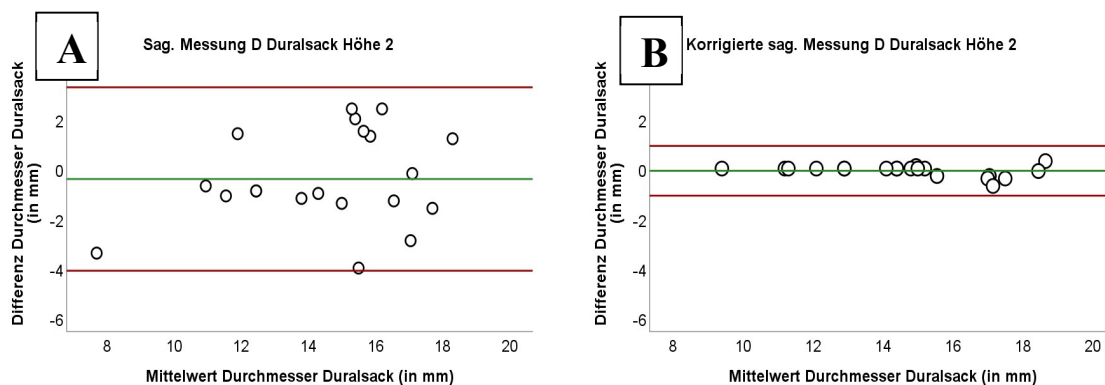 A
Sag. Messung D Duralsack Höhe 2
Differenz Durchmesser Duralsack
(in mm)
2
0
-2
-4
-6
8 10 12 14 16 18 20
Mittelwert Durchmesser Duralsack (in mm)
B
Korrigierte sag. Messung D Duralsack Höhe 2
Differenz Durchmesser Duralsack
(in mm)
2
0
-2
-4
-6
8 10 12 14 16 18 20
Mittelwert Durchmesser Duralsack (in mm)